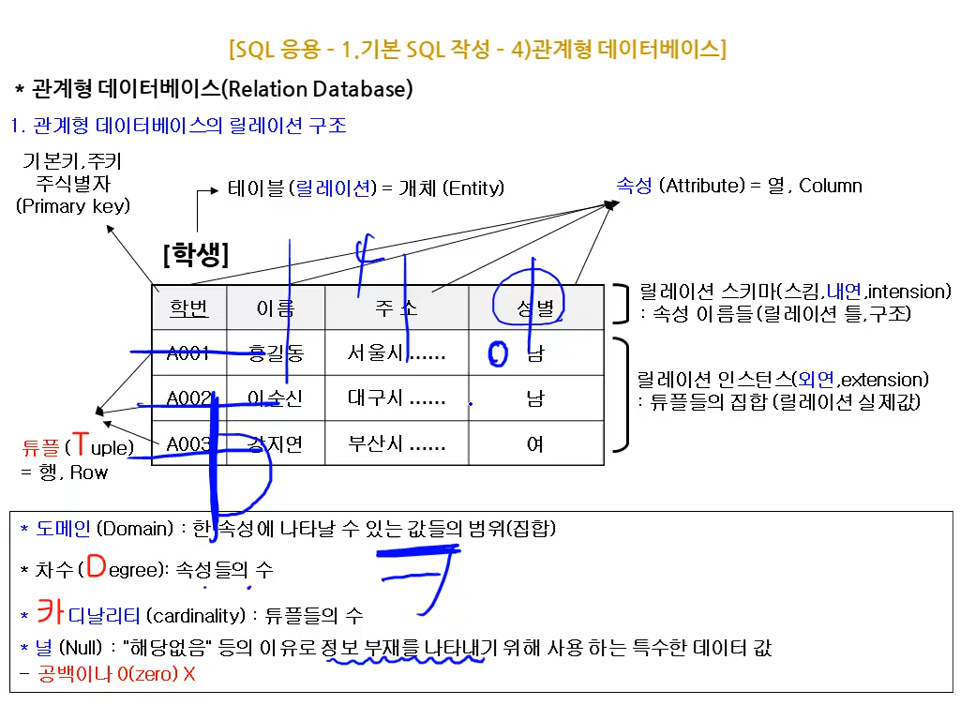 [SQL 응용 - 1.기본 SQL 작성 - 4)관계형 데이터베이스]
* 관계형 데이터베이스(Relation Database)
1. 관계형 데이터베이스의 릴레이션 구조
기본키,주키
주식별자
(Primary key)
테이블 (릴레이션) = 개체 (Entity)
속성 (Attribute) = 열, Column
[학생]
4
학번 이름 주 소 성별
A001 홍길동 서울시 ...... 남
A002 이순신 대구시 ...... 남
A003 강지연 부산시 ...... 여
릴레이션 스키마(스킴,내연,intension)
: 속성 이름들 (릴레이션 틀,구조)
릴레이션 인스턴스(외연,extension)
: 튜플들의 집합 (릴레이션 실제값)
튜플 (Tuple)
= 행, Row
* 도메인 (Domain) : 한 속성에 나타날 수 있는 값들의 범위(집합)
* 차수 (Degree): 속성들의 수
* 카디날리티 (cardinality) : 튜플들의 수
* 널 (Null) : "해당없음" 등의 이유로 정보 부재를 나타내기 위해 사용 하는 특수한 데이터 값
- 공백이나 0(zero) X